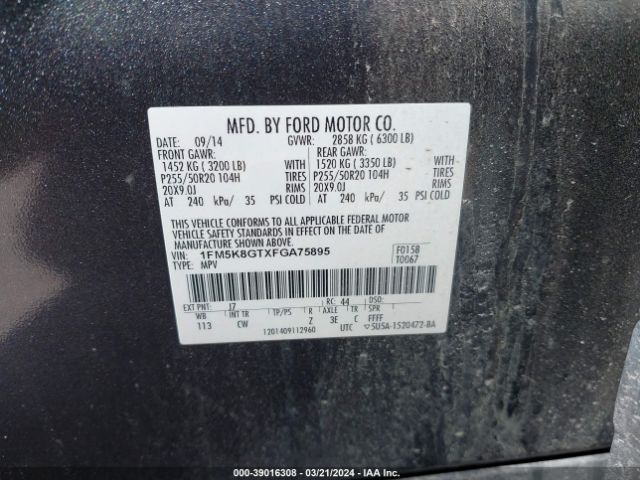 MFD. BY FORD MOTOR CO.
DATE: 09/14 GVWR: 2858 KG ( 6300 LB)
FRONT GAWR: REAR GAWR:
1452 KG ( 3200 LB) WITH 1520 KG ( 3350 LB) WITH
P255/50R20 104H TIRES P255/50R20 104H TIRES
20X9.0J RIMS 20X9.0J RIMS
AT 240 kPa/ 35 PSI COLD AT 240 kPa/ 35 PSI COLD
THIS VEHICLE CONFORMS TO ALL APPLICABLE FEDERAL MOTOR
VEHICLE SAFETY STANDARDS IN EFFECT ON THE DATE OF
MANUFACTURE SHOWN ABOVE.
VIN: 1FM5K8GTXFGA75895 F0158
TYPE: MPV T0067
EXT PNT: J7 RC: 44 DSO:
WB INT TR TP/PS R AXLE TR SPR
113 CW Z 3E C FFFF
1201409112960 UTC 5U5A-1520472-BA
000-39016308 | 03/21/2024 | IAA Inc.